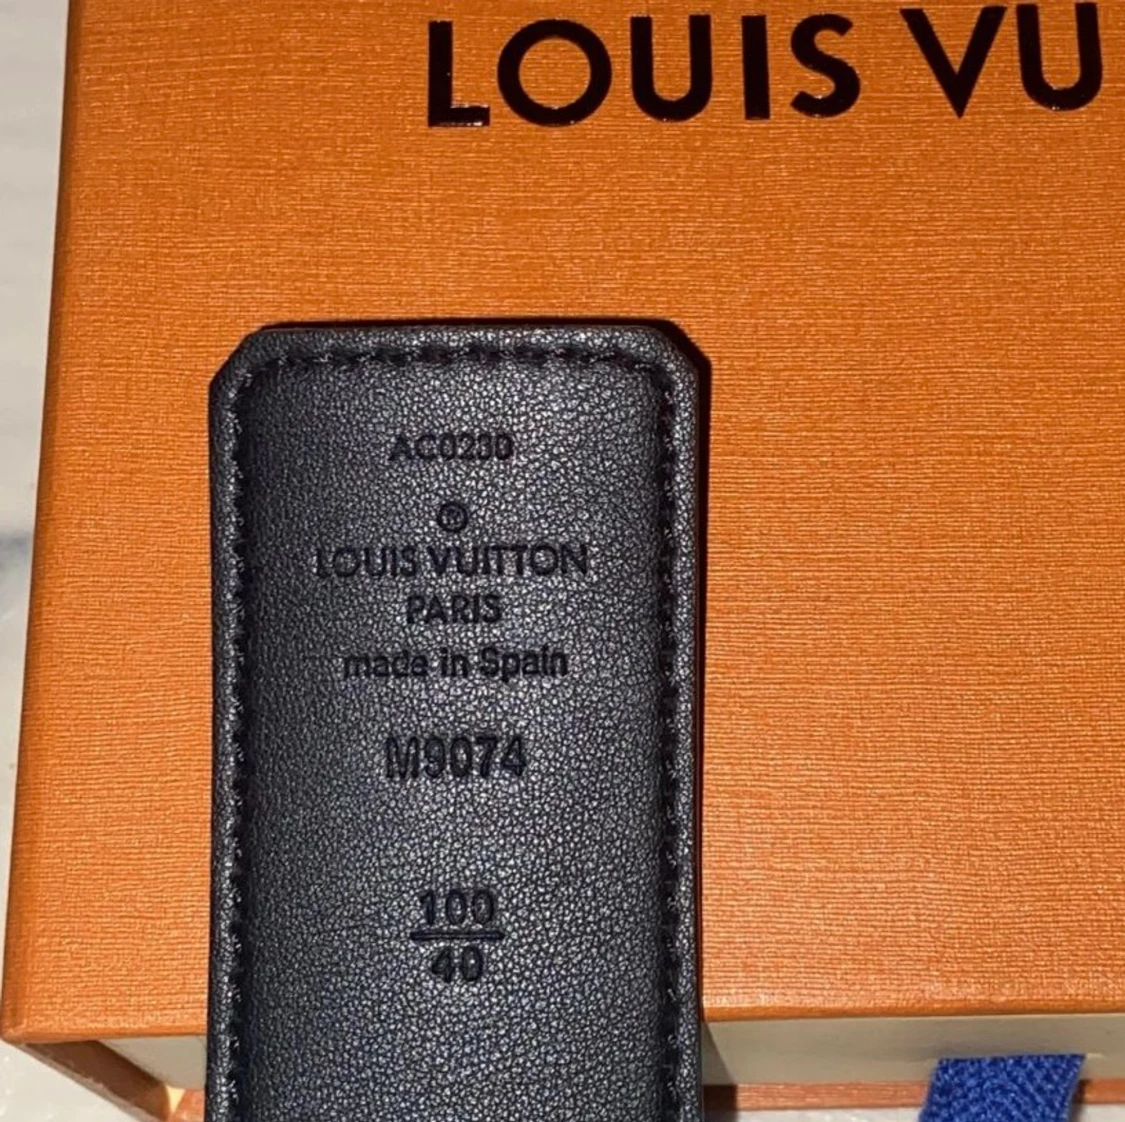 LOUIS VU
AC0230
®
LOUIS VUITTON
PARIS
made in Spain
M9074
100
40